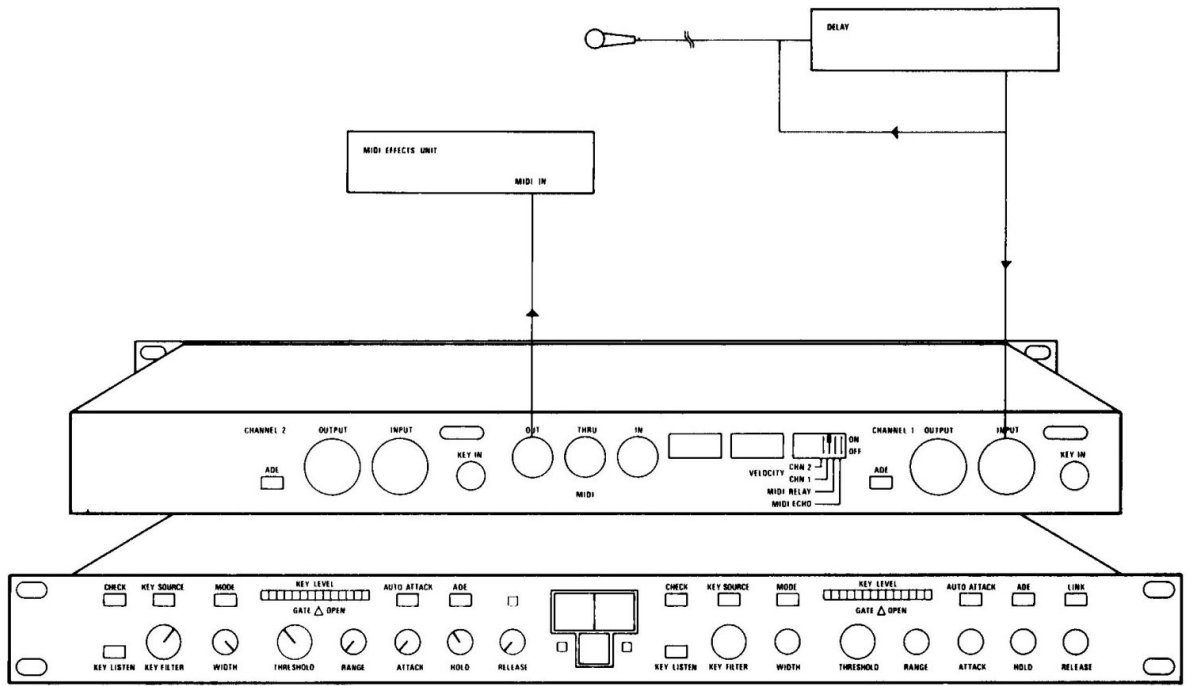 DELAY
MIDI EFFECTS UNIT
MIDI IN
CHANNEL 2 OUTPUT INPUT OUT THRU IN ON CHANNEL 1 OUTPUT INPUT
OFF
ADE KEY IN VELOCITY CHN 2 ADE KEY IN
CHN 1
MIDI MIDI RELAY
MIDI ECHO
CHECK KEY SOURCE MODE KEY LEVEL AUTO ATTACK ADE CHECK KEY SOURCE MODE KEY LEVEL AUTO ATTACK ADE LINK
GATE △ OPEN GATE △ OPEN
KEY LISTEN KEY FILTER WIDTH THRESHOLD RANGE ATTACK HOLD RELEASE KEY LISTEN KEY FILTER WIDTH THRESHOLD RANGE ATTACK HOLD RELEASE